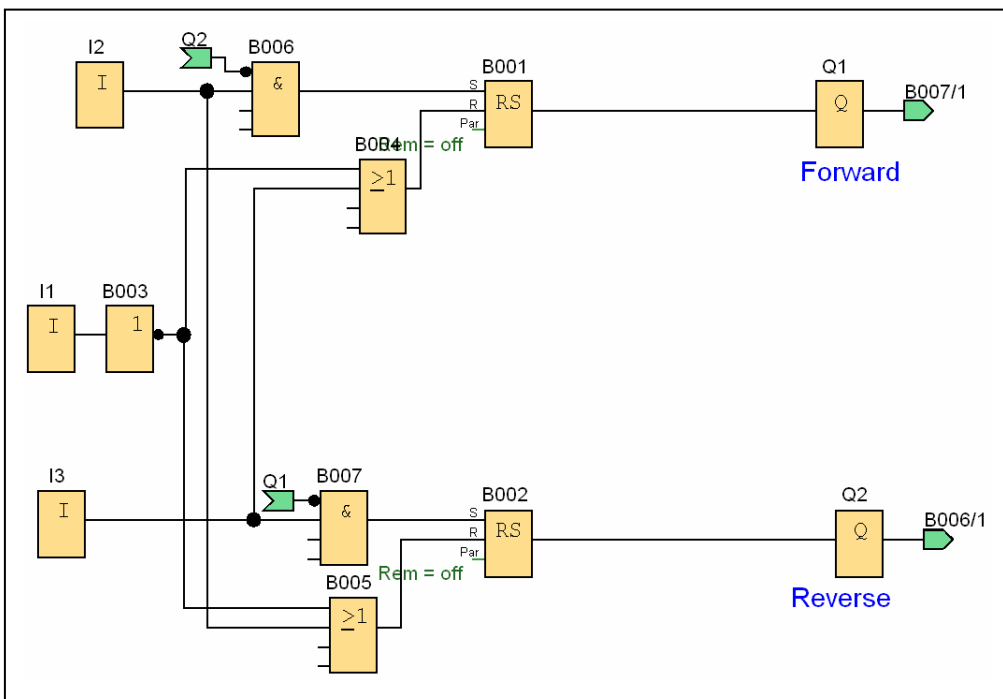 Q2
I2
B006
I
&
B001
S
R
Par
RS
Rem = off
Q1
Q
B007/1
Forward
B004
>1
I1
B003
I
1
I3
Q1
B007
I
&
B002
S
R
Par
RS
Rem = off
Q2
Q
B006/1
Reverse
B005
>1